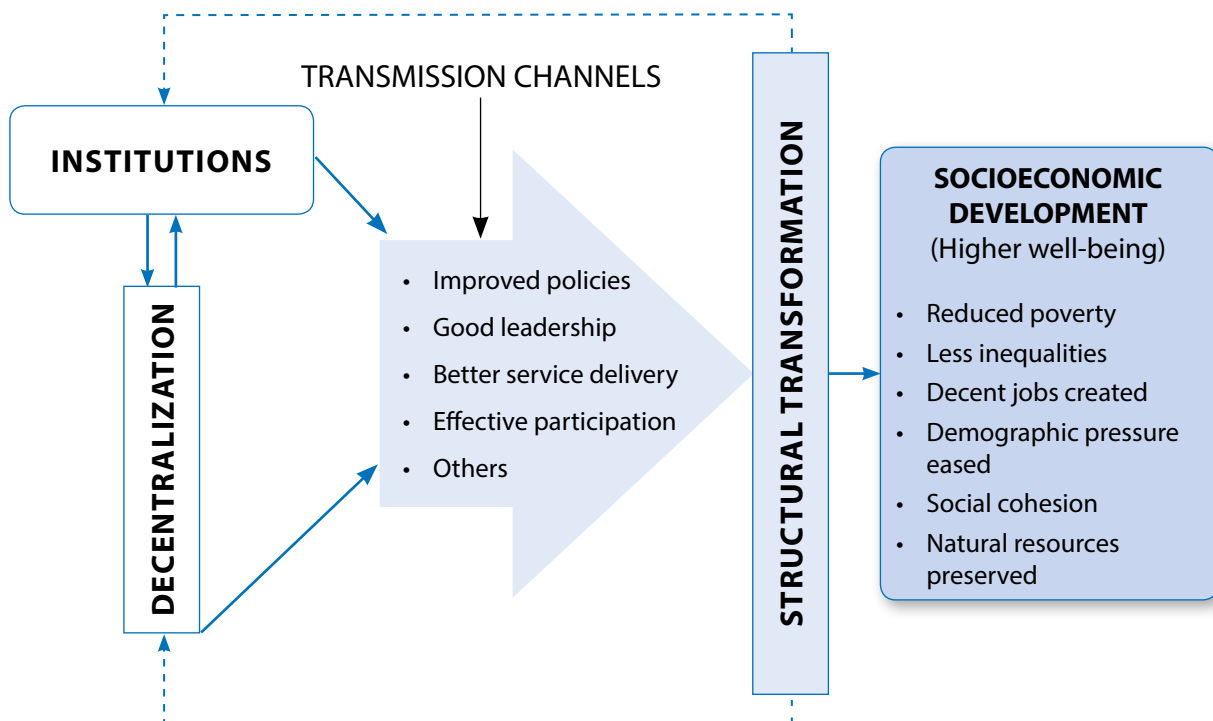 TRANSMISSION CHANNELS
INSTITUTIONS
DECENTRALIZATION
• Improved policies
• Good leadership
• Better service delivery
• Effective participation
• Others
STRUCTURAL TRANSFORMATION
SOCIOECONOMIC
DEVELOPMENT
(Higher well-being)
• Reduced poverty
• Less inequalities
• Decent jobs created
• Demographic pressure
eased
• Social cohesion
• Natural resources
preserved